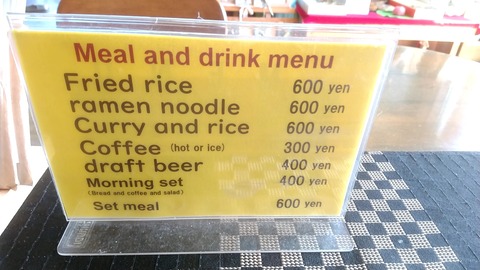 Meal and drink menu
Fried rice 600 yen
ramen noodle 600 yen
Curry and rice 600 yen
Coffee (hot or ice) 300 yen
draft beer 400 yen
Morning set 400 yen
(Bread and coffee and salad)
Set meal 600 yen